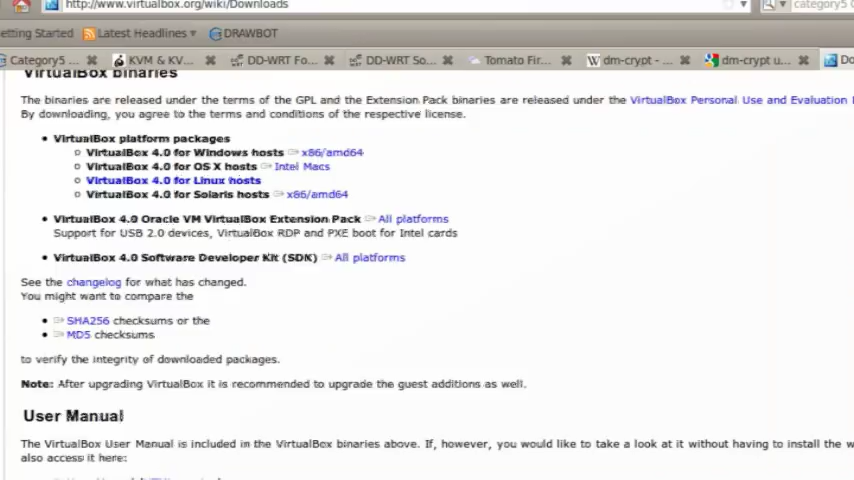 http://www.virtualbox.org/wiki/Downloads
category5
etting Started Latest Headlines DRAWBOT
Category5 ... KVM & KV... DD-WRT Fo... DD-WRT So... Tomato Fir... dm-crypt - ... dm-crypt u... Do
VirtualBox binaries
The binaries are released under the terms of the GPL and the Extension Pack binaries are released under the VirtualBox Personal Use and Evaluation
By downloading, you agree to the terms and conditions of the respective license.
• VirtualBox platform packages
VirtualBox 4.0 for Windows hosts x86/amd64
VirtualBox 4.0 for OS X hosts Intel Macs
VirtualBox 4.0 for Linux hosts
VirtualBox 4.0 for Solaris hosts x86/amd64
• VirtualBox 4.0 Oracle VM VirtualBox Extension Pack All platforms
Support for USB 2.0 devices, VirtualBox RDP and PXE boot for Intel cards
• VirtualBox 4.0 Software Developer Kit (SDK) All platforms
See the changelog for what has changed.
You might want to compare the
• SHA256 checksums or the
• MD5 checksums
to verify the integrity of downloaded packages.
Note: After upgrading VirtualBox it is recommended to upgrade the guest additions as well.
User Manual
The VirtualBox User Manual is included in the VirtualBox binaries above. If, however, you would like to take a look at it without having to install the w
also access it here: